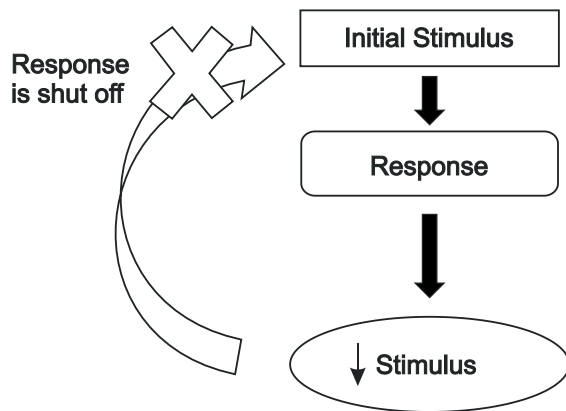 Initial Stimulus
Response
is shut off
Response
Stimulus